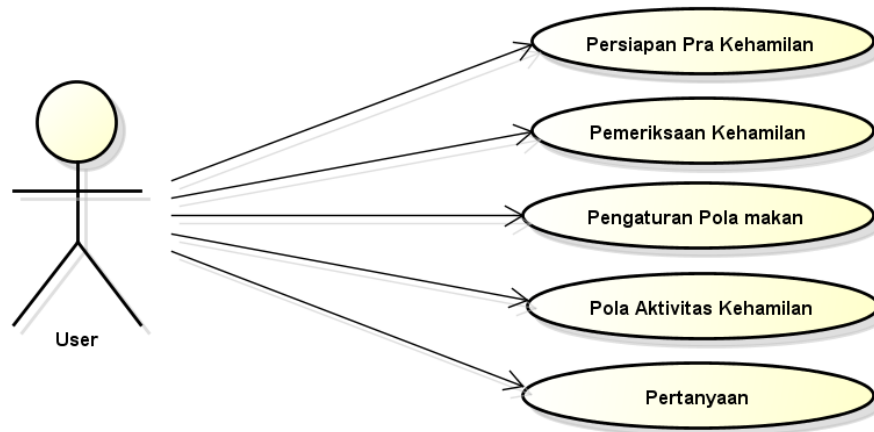 Persiapan Pra Kehamilan
Pemeriksaan Kehamilan
Pengaturan Pola makan
Pola Aktivitas Kehamilan
User
Pertanyaan